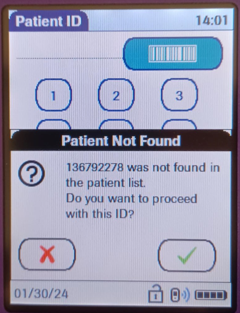 Patient ID 14:01
1 2 3
Patient Not Found
136792278 was not found in
the patient list.
Do you want to proceed
with this ID?
01/30/24